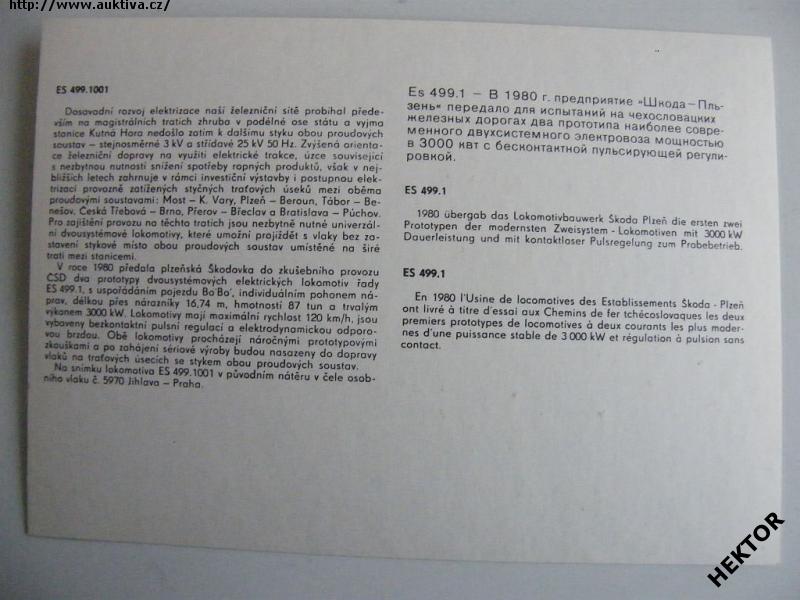 http://www.auktiva.cz/
ES 499.1001
Dosavadní rozvoj elektrizace naší železniční sítě probíhal přede-
vším na magistrálních tratích zhruba v podélné ose státu a vyjma
stanice Kutná Hora nedošlo zatím k dalšímu styku obou proudových
soustav – stejnosměrné 3 kV a střídavé 25 kV 50 Hz. Zvýšená orienta-
ce železniční dopravy na využití elektrické trakce, úzce související
s nezbytnou nutností snížení spotřeby ropných produktů, však v nej-
bližších letech zahrnuje v rámci investiční výstavby i postupnou elek-
trizaci provozně zatížených styčných traťových úseků mezi oběma
proudovými soustavami: Most – K. Vary, Plzeň – Beroun, Tábor – Be-
nešov, Česká Třebová – Brno, Přerov – Břeclav a Bratislava – Púchov.
Pro zajištění provozu na těchto tratích jsou nezbytně nutné univerzál-
ní dvousystémové lokomotivy, které umožní projíždět s vlaky bez za-
stavení stykové místo obou proudových soustav umístěné na širé
trati mezi stanicemi.
V roce 1980 předala plzeňská Škodovka do zkušebního provozu
ČSD dva prototypy dvousystémových elektrických lokomotiv řady
ES 499.1, s uspořádáním pojezdu Bo'Bo', individuálním pohonem ná-
prav, délkou přes nárazníky 16,74 m, hmotností 87 tun a trvalým
výkonem 3000 kW. Lokomotivy mají maximální rychlost 120 km/h, jsou
vybaveny bezkontaktní pulsní regulací a elektrodynamickou odporo-
vou brzdou. Obě lokomotivy procházejí náročnými prototypovými
zkouškami a po zahájení sériové výroby budou nasazeny do dopravy
vlaků na traťových úsecích se stykem obou proudových soustav.
Na snímku lokomotiva ES 499.1001 v původním nátěru v čele osob-
ního vlaku č. 5970 Jihlava – Praha.
Es 499.1 – В 1980 г. предприятие «Шкода–Пль-
зень» передало для испытаний на чехословацких
железных дорогах два прототипа наиболее совре-
менного двухсистемного электровоза мощностью
в 3000 квт с бесконтактной пульсирующей регули-
ровкой.
ES 499.1
1980 übergab das Lokomotivbauwerk Škoda Plzeň die ersten zwei
Prototypen der modernsten Zweisystem - Lokomotiven mit 3000 kW
Dauerleistung und mit kontaktloser Pulsregelung zum Probebetrieb.
ES 499.1
En 1980 l'Usine de locomotives des Etablissements Škoda - Plzeň
ont livré à titre d'essai aux Chemins de fer tchécoslovaques les deux
premiers prototypes de locomotives à deux courants les plus moder-
nes d'une puissance stable de 3 000 kW et régulation à pulsion sans
contact.
HEKTOR